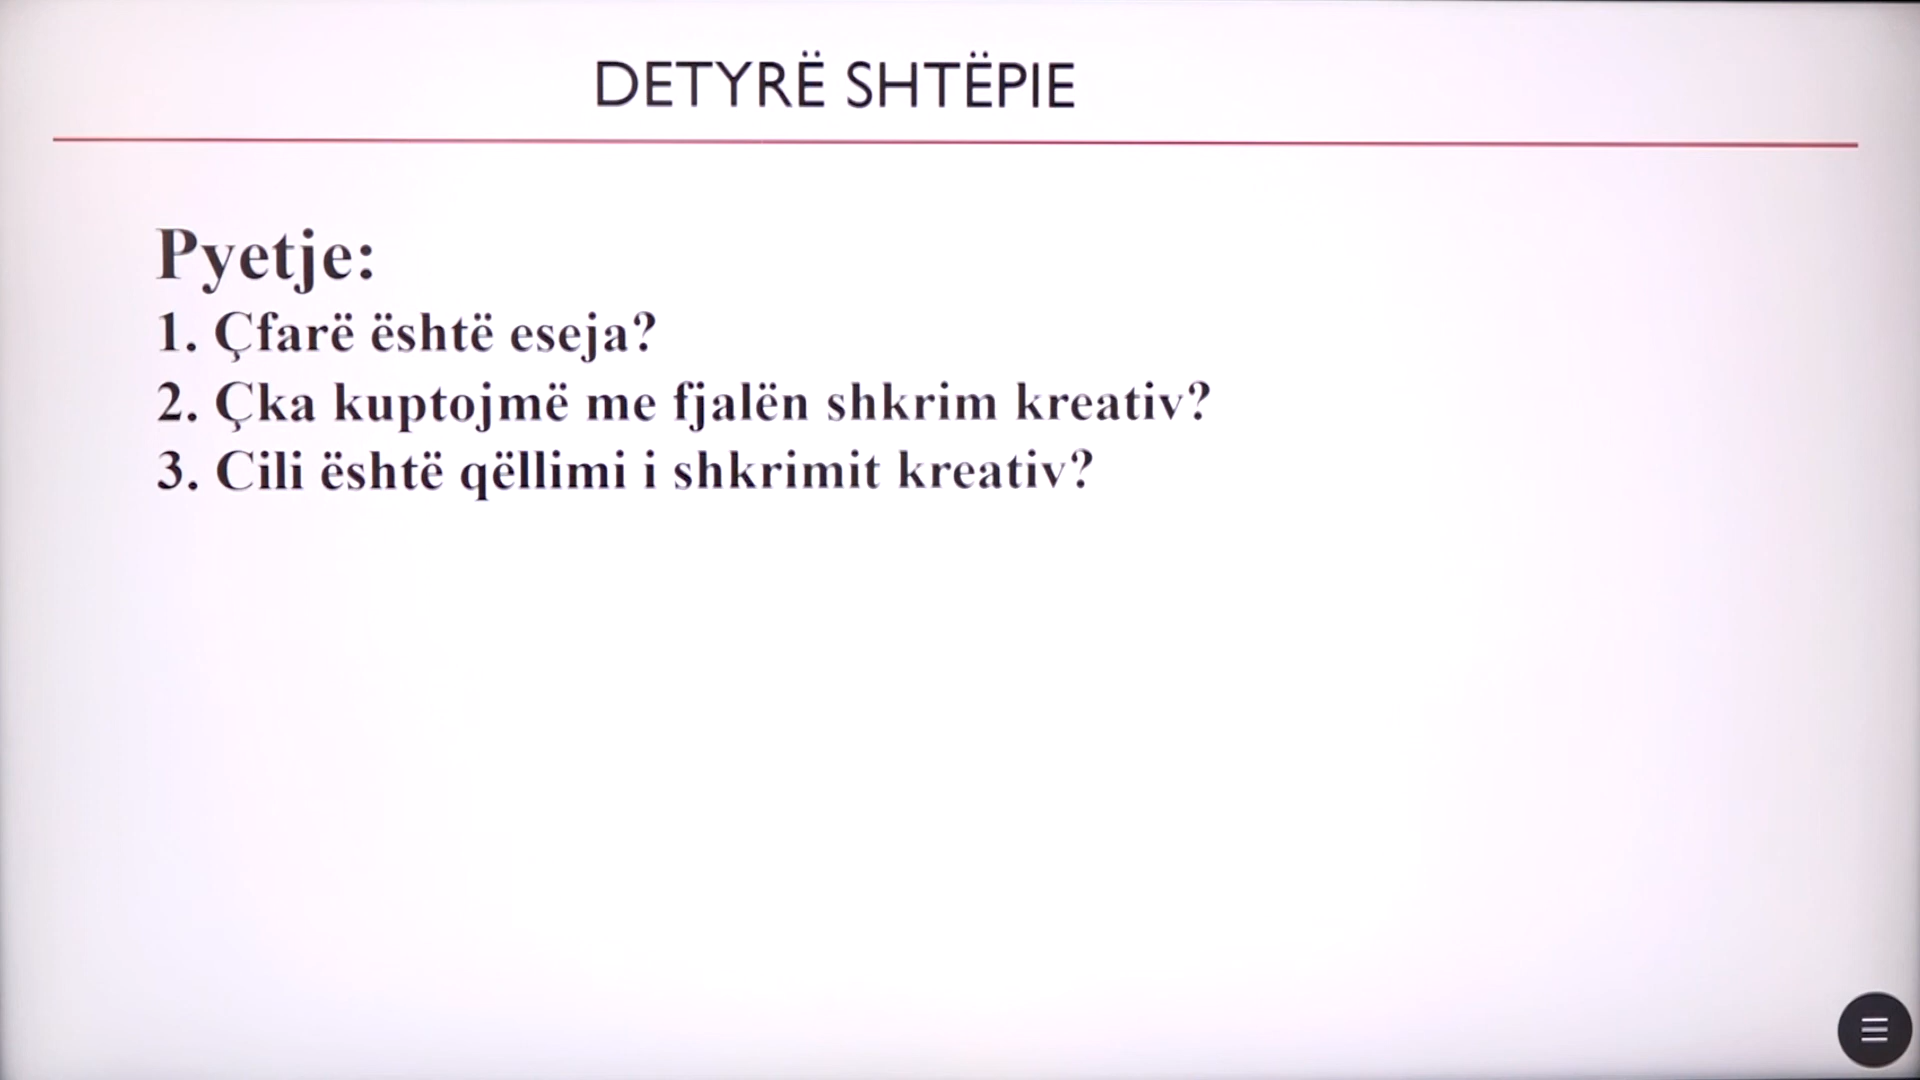 DETYRË SHTËPIE
Pyetje:
1. Çfarë është eseja?
2. Çka kuptojmë me fjalën shkrim kreativ?
3. Cili është qëllimi i shkrimit kreativ?